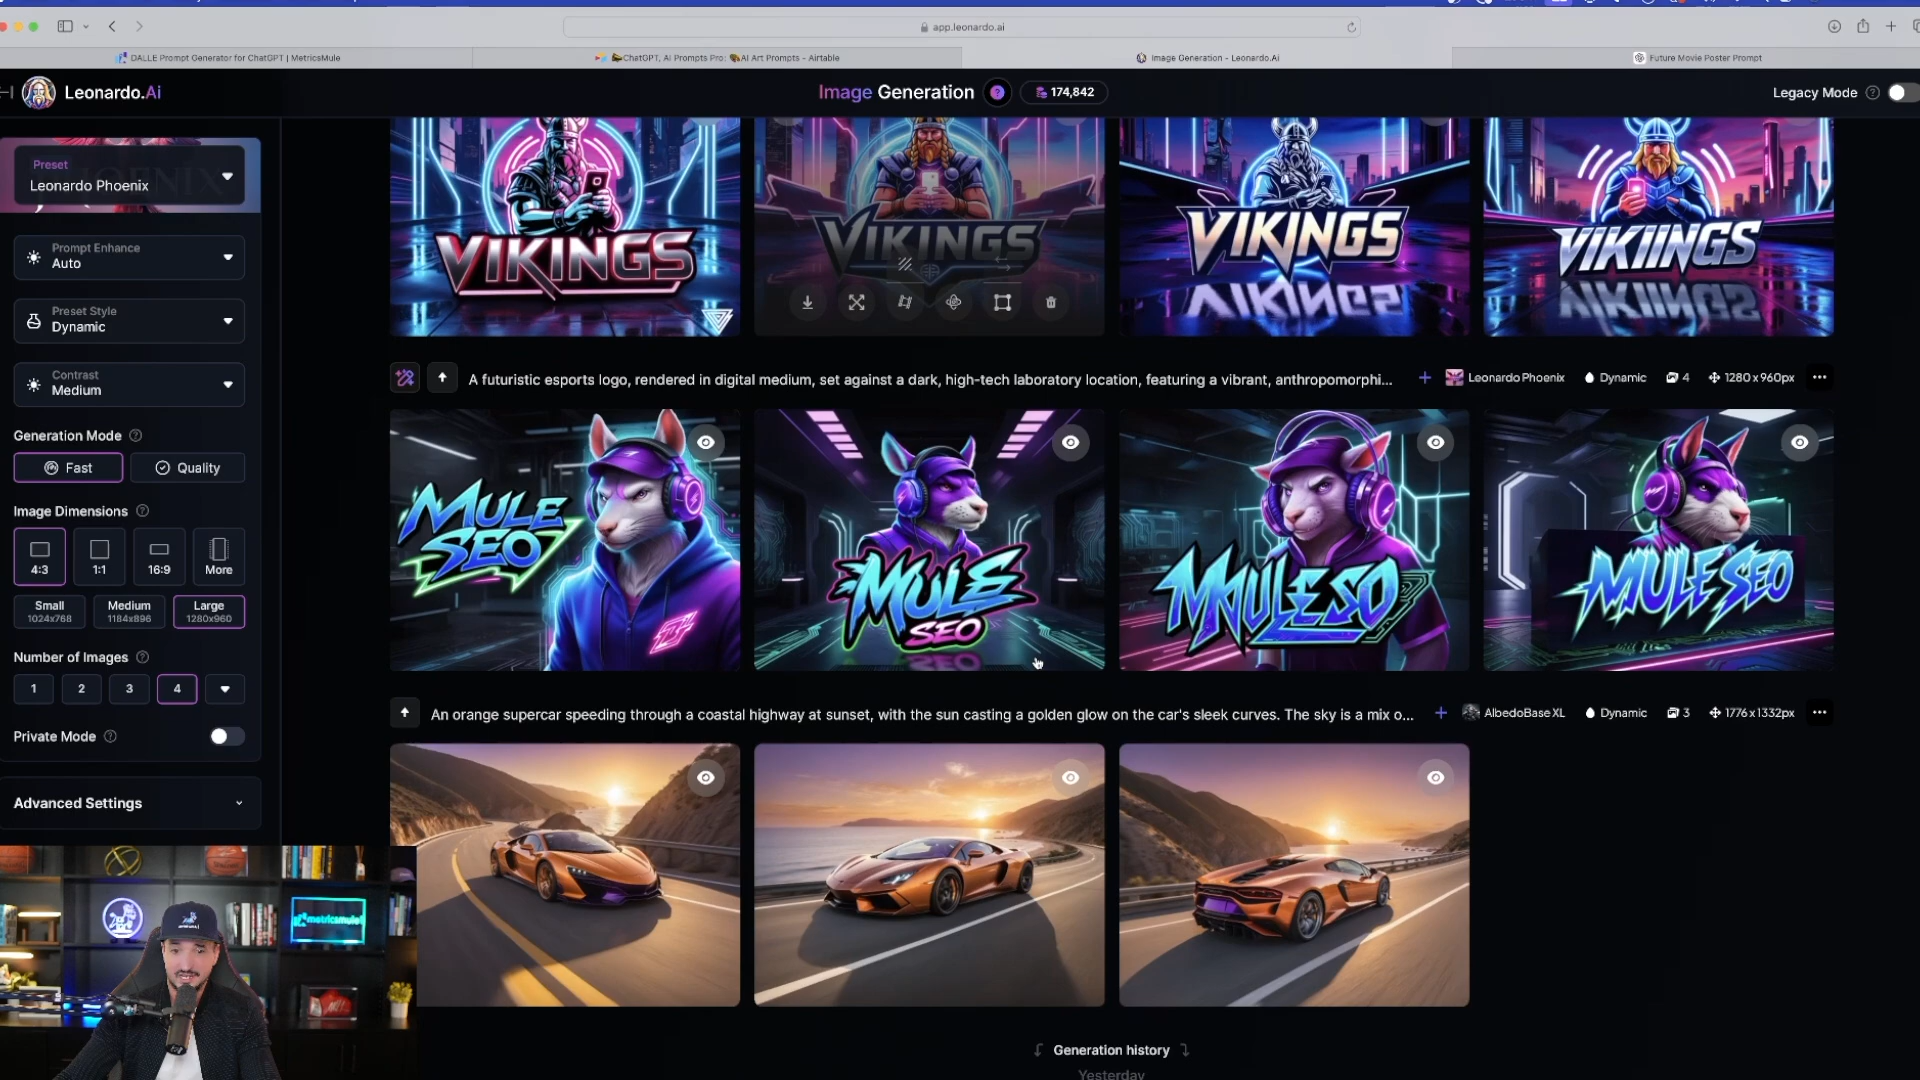 app.leonardo.ai
DALLE Prompt Generator for ChatGPT | MetricsMule
ChatGPT, AI Prompts Pro: AI Art Prompts - Airtable
Image Generation - Leonardo.Ai
Future Movie Poster Prompt
Leonardo.Ai
Image Generation
174,842
Legacy Mode
Preset
Leonardo Phoenix
Prompt Enhance
Auto
Preset Style
Dynamic
Contrast
Medium
Generation Mode
Fast
Quality
Image Dimensions
4:3
1:1
16:9
More
Small
1024x768
Medium
1184x896
Large
1280x960
Number of Images
1
2
3
4
Private Mode
Advanced Settings
VIKINGS
VIKINGS
VIKINGS
VIKIINGS
A futuristic esports logo, rendered in digital medium, set against a dark, high-tech laboratory location, featuring a vibrant, anthropomorphi...
Leonardo Phoenix
Dynamic
4
1280 x 960px
MULE
SEO
MULE
SEO
MKULESO
MULESEO
An orange supercar speeding through a coastal highway at sunset, with the sun casting a golden glow on the car's sleek curves. The sky is a mix o...
AlbedoBase XL
Dynamic
3
1776 x 1332px
metricsmule
Generation history
Yesterday